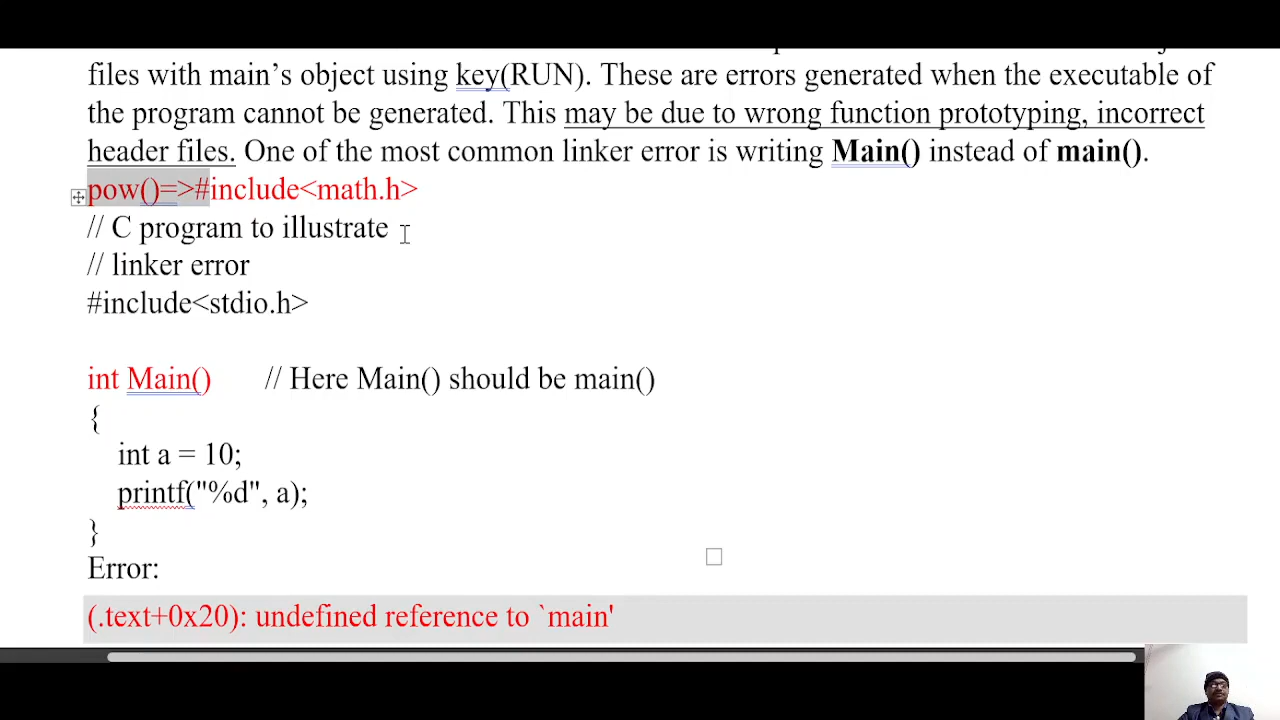 files with main's object using key(RUN). These are errors generated when the executable of
the program cannot be generated. This may be due to wrong function prototyping, incorrect
header files. One of the most common linker error is writing Main() instead of main().
pow()=>#include<math.h>
// C program to illustrate
// linker error
#include<stdio.h>
int Main() // Here Main() should be main()
{
int a = 10;
printf("%d", a);
}
Error:
(.text+0x20): undefined reference to `main'